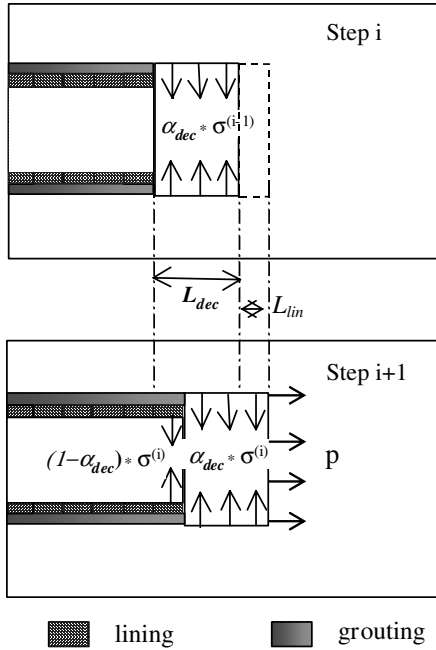 Step i
α_dec * σ^(i-1)
L_dec
L_lin
Step i+1
(1-α_dec) * σ^(i)
α_dec * σ^(i)
p
lining
grouting